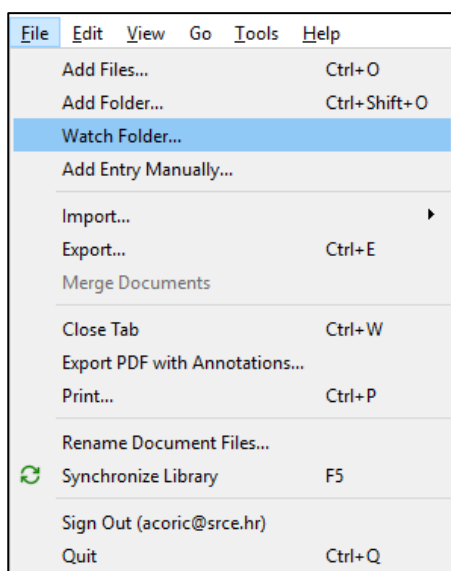 File Edit View Go Tools Help
Add Files... Ctrl+O
Add Folder... Ctrl+Shift+O
Watch Folder...
Add Entry Manually...
Import...
Export... Ctrl+E
Merge Documents
Close Tab Ctrl+W
Export PDF with Annotations...
Print... Ctrl+P
Rename Document Files...
Synchronize Library F5
Sign Out (acoric@srce.hr)
Quit Ctrl+Q